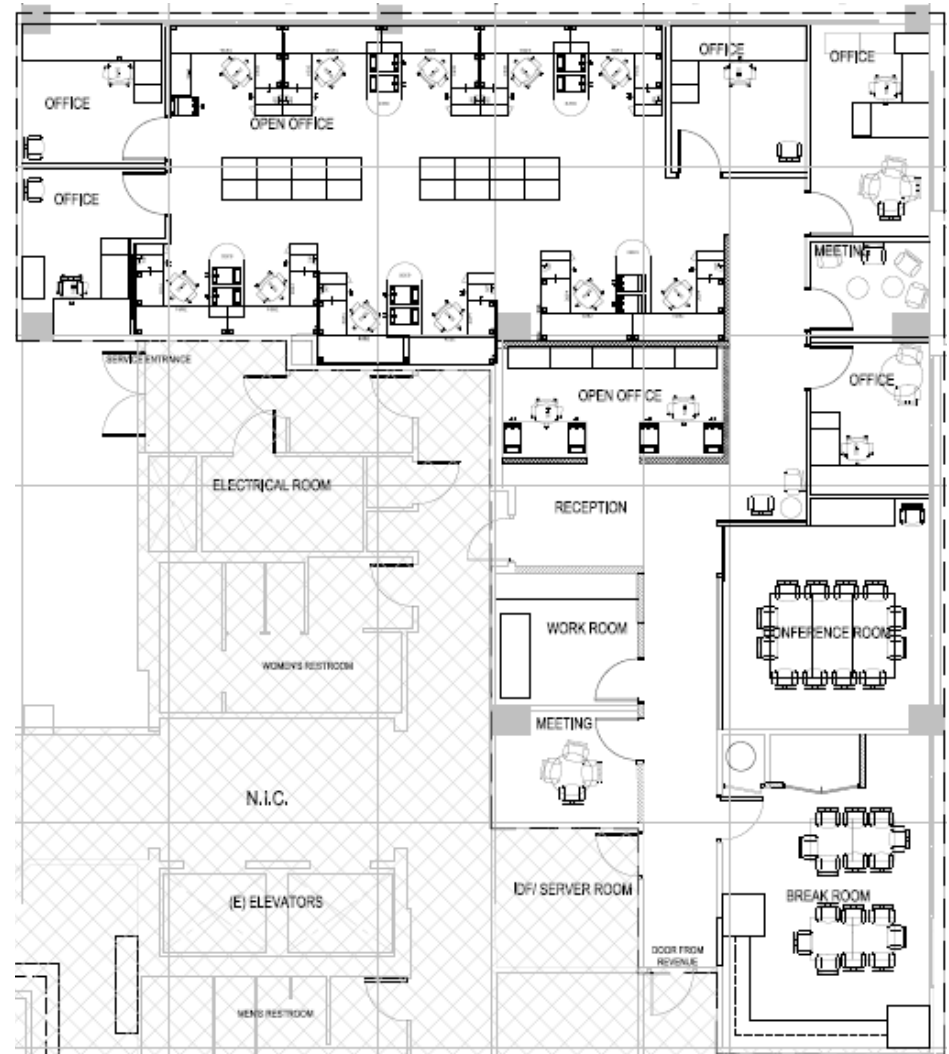 OFFICE
OFFICE
OFFICE
OPEN OFFICE
OFFICE
MEETING
SERVICE ENTRANCE
OFFICE
OPEN OFFICE
ELECTRICAL ROOM
RECEPTION
WORK ROOM
CONFERENCE ROOM
WOMEN'S RESTROOM
MEETING
N.i.C.
IDF/ SERVER ROOM
BREAK ROOM
(E) ELEVATORS
DOOR FROM
REVENUE
MEN'S RESTROOM